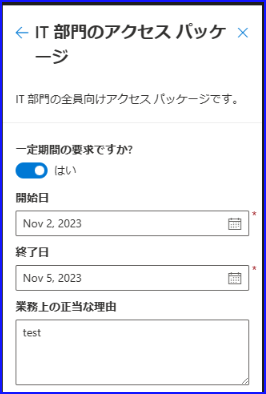 IT 部門のアクセス パッケ
ージ
IT 部門の全員向けアクセス パッケージです。
一定期間の要求ですか?
はい
開始日
Nov 2, 2023
*
終了日
Nov 5, 2023
*
業務上の正当な理由
test